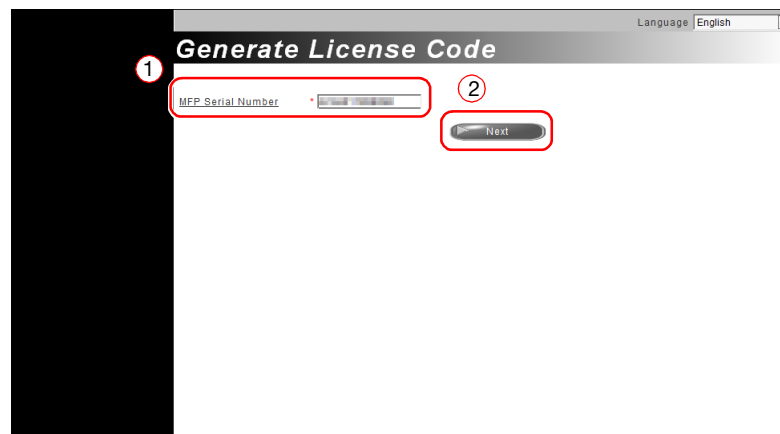 Language English
Generate License Code
1
MFP Serial Number *
2
Next